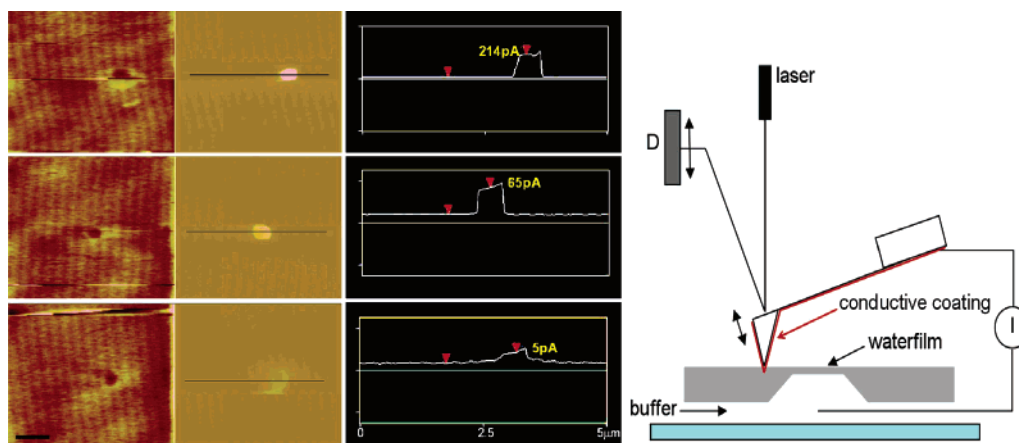 214pA
65pA
5pA
0 2.5 5µm
laser
D
conductive coating
I
waterfilm
buffer